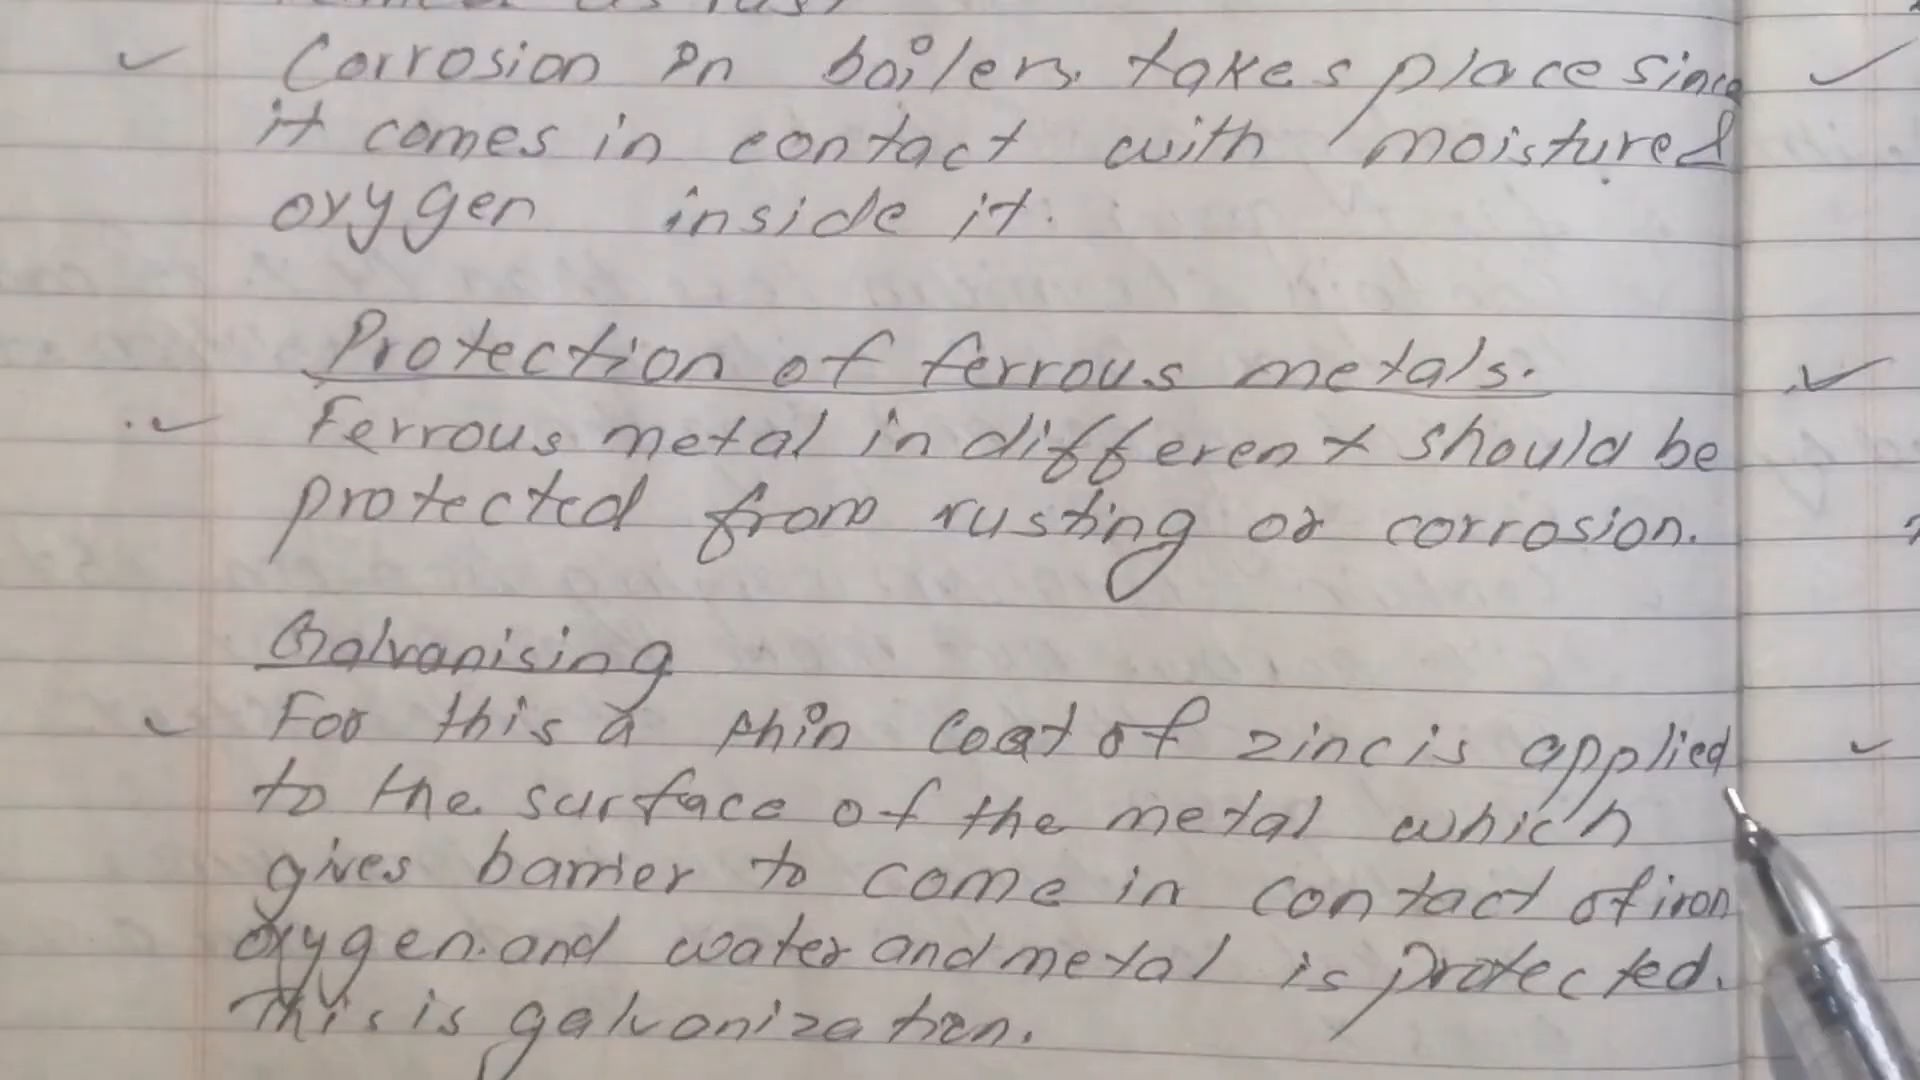 Corrosion in boilers takes place since
it comes in contact with moisture &
oxygen inside it.
Protection of ferrous metals.
Ferrous metal in different should be
protected from rusting or corrosion.
Galvanising
For this a thin coat of zinc is applied
to the surface of the metal which
gives barrier to come in contact of iron
oxygen and water and metal is protected.
This is galvanization.